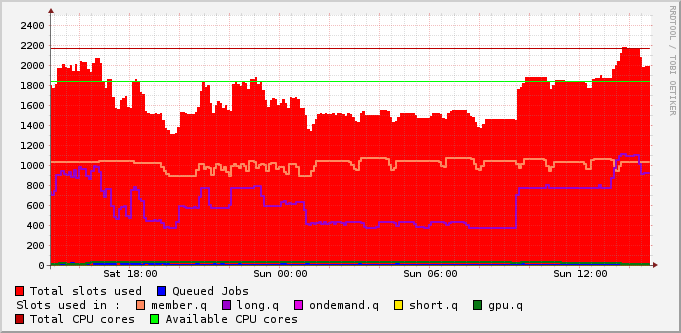 2400
2200
2000
1800
1600
1400
1200
1000
800
600
400
200
0
Sat 18:00 Sun 00:00 Sun 06:00 Sun 12:00
RRDTOOL / TOBI OETIKER
Total slots used Queued Jobs
Slots used in : member.q long.q ondemand.q short.q gpu.q
Total CPU cores Available CPU cores